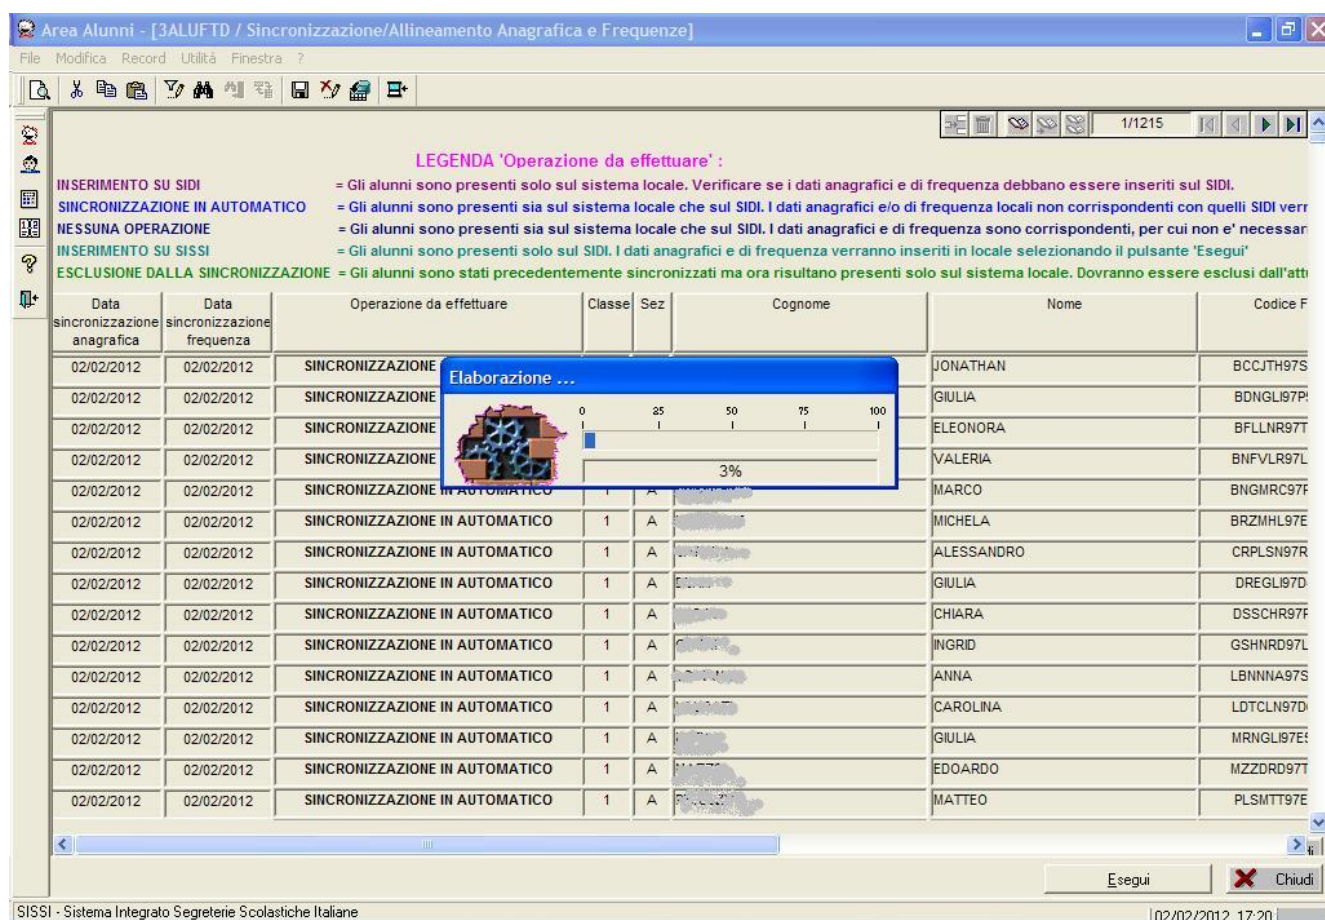 Area Alunni - [3ALUFTD / Sincronizzazione/Allineamento Anagrafica e Frequenze]
File Modifica Record Utilità Finestra ?
1/1215
LEGENDA 'Operazione da effettuare' :
INSERIMENTO SU SIDI = Gli alunni sono presenti solo sul sistema locale. Verificare se i dati anagrafici e di frequenza debbano essere inseriti sul SIDI.
SINCRONIZZAZIONE IN AUTOMATICO = Gli alunni sono presenti sia sul sistema locale che sul SIDI. I dati anagrafici e/o di frequenza locali non corrispondenti con quelli SIDI verr
NESSUNA OPERAZIONE = Gli alunni sono presenti sia sul sistema locale che sul SIDI. I dati anagrafici e di frequenza sono corrispondenti, per cui non e' necessar
INSERIMENTO SU SISSI = Gli alunni sono presenti solo sul SIDI. I dati anagrafici e di frequenza verranno inseriti in locale selezionando il pulsante 'Esegui'
ESCLUSIONE DALLA SINCRONIZZAZIONE = Gli alunni sono stati precedentemente sincronizzati ma ora risultano presenti solo sul sistema locale. Dovranno essere esclusi dall'attu
Data sincronizzazione anagrafica Data sincronizzazione frequenza Operazione da effettuare Classe Sez Cognome Nome Codice F
02/02/2012 02/02/2012 SINCRONIZZAZIONE JONATHAN BCCJTH97S
Elaborazione ...
02/02/2012 02/02/2012 SINCRONIZZAZIONE GIULIA BDNGLI97P
0 25 50 75 100
02/02/2012 02/02/2012 SINCRONIZZAZIONE ELEONORA BFLLNR97T
02/02/2012 02/02/2012 SINCRONIZZAZIONE VALERIA BNFVLR97L
3%
02/02/2012 02/02/2012 SINCRONIZZAZIONE IN AUTOMATICO 1 A MARCO BNGMRC97
02/02/2012 02/02/2012 SINCRONIZZAZIONE IN AUTOMATICO 1 A MICHELA BRZMHL97E
02/02/2012 02/02/2012 SINCRONIZZAZIONE IN AUTOMATICO 1 A ALESSANDRO CRPLSN97R
02/02/2012 02/02/2012 SINCRONIZZAZIONE IN AUTOMATICO 1 A GIULIA DREGLI97D
02/02/2012 02/02/2012 SINCRONIZZAZIONE IN AUTOMATICO 1 A CHIARA DSSCHR97
02/02/2012 02/02/2012 SINCRONIZZAZIONE IN AUTOMATICO 1 A INGRID GSHNRD97L
02/02/2012 02/02/2012 SINCRONIZZAZIONE IN AUTOMATICO 1 A ANNA LBNNNA97S
02/02/2012 02/02/2012 SINCRONIZZAZIONE IN AUTOMATICO 1 A CAROLINA LDTCLN97D
02/02/2012 02/02/2012 SINCRONIZZAZIONE IN AUTOMATICO 1 A GIULIA MRNGLI97E
02/02/2012 02/02/2012 SINCRONIZZAZIONE IN AUTOMATICO 1 A EDOARDO MZZDRD97T
02/02/2012 02/02/2012 SINCRONIZZAZIONE IN AUTOMATICO 1 A MATTEO PLSMTT97E
Esegui Chiudi
SISSI - Sistema Integrato Segreterie Scolastiche Italiane 02/02/2012 17:20